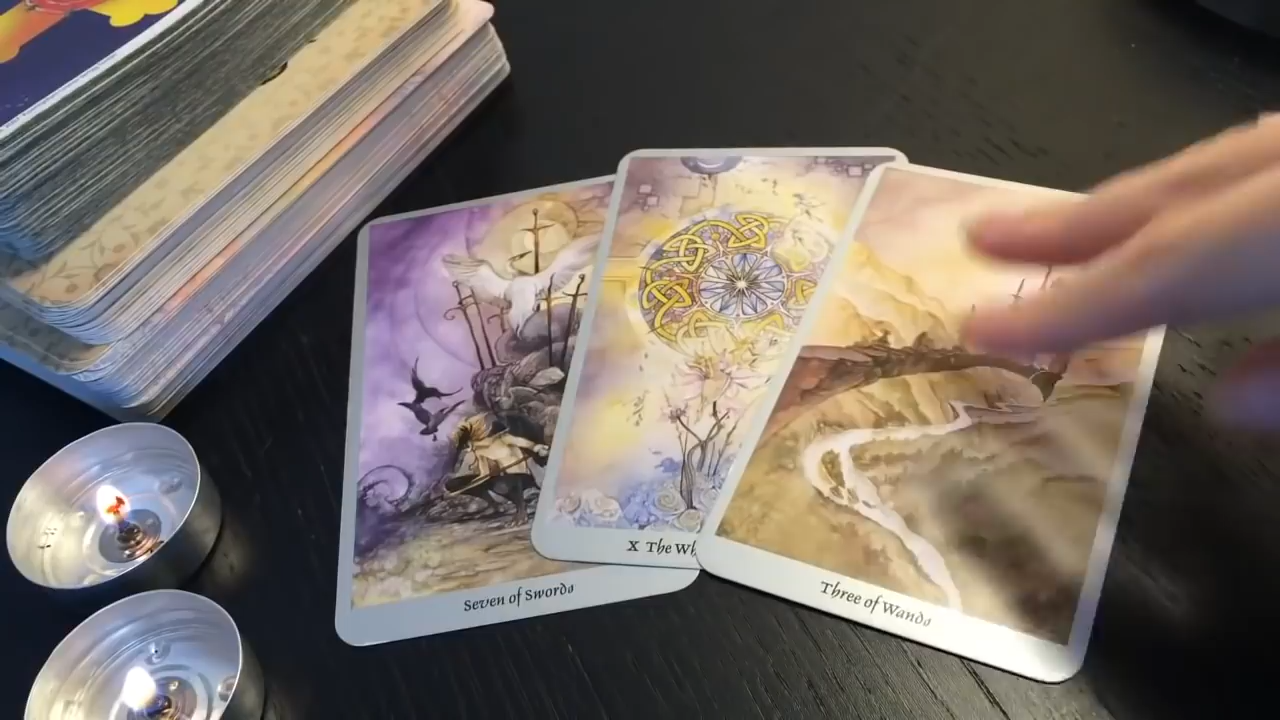 Seven of Swords
X The Wh
Three of Wands